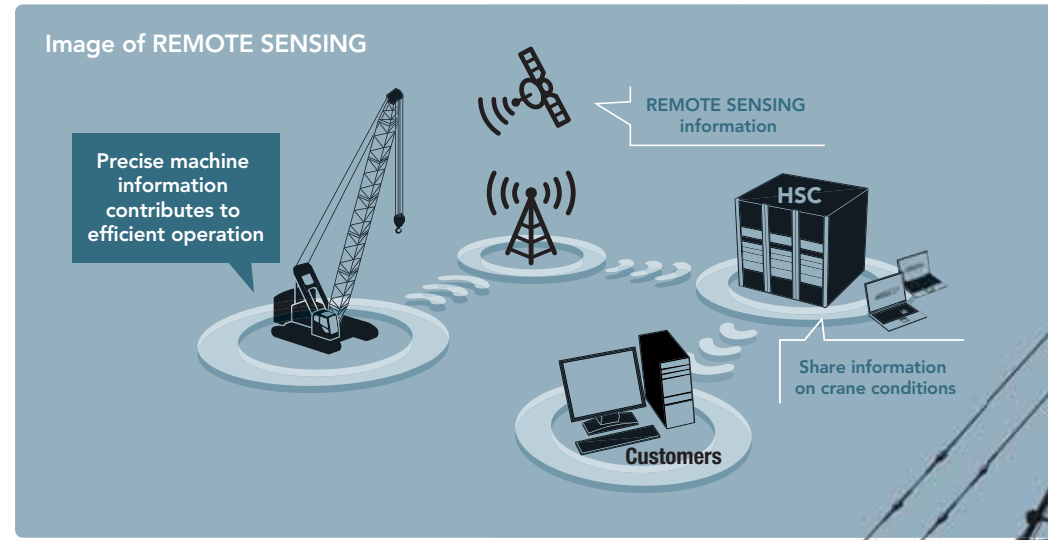 Image of REMOTE SENSING
REMOTE SENSING
information
Precise machine
information
contributes to
efficient operation
HSC
Share information
on crane conditions
Customers